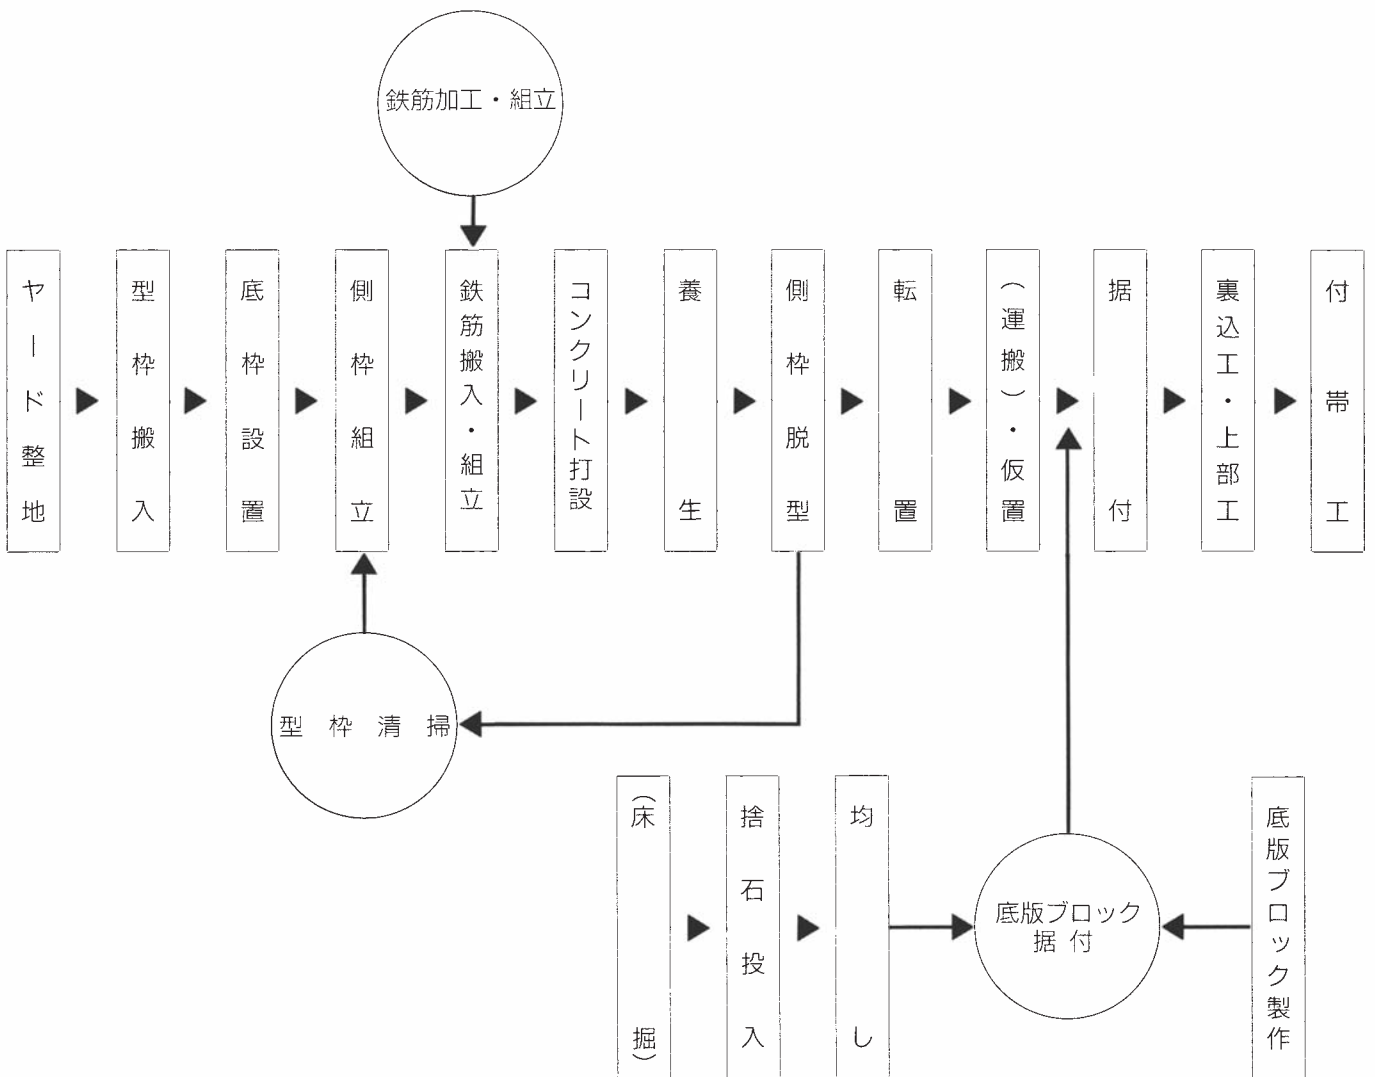 鉄筋加工・組立
ヤード整地
型枠搬入
底枠設置
側枠組立
鉄筋搬入・組立
コンクリート打設
養生
側枠脱型
転置
（運搬）・仮置
据付
裏込工・上部工
付帯工
型枠清掃
（床掘）
捨石投入
均し
底版ブロック
据付
底版ブロック製作